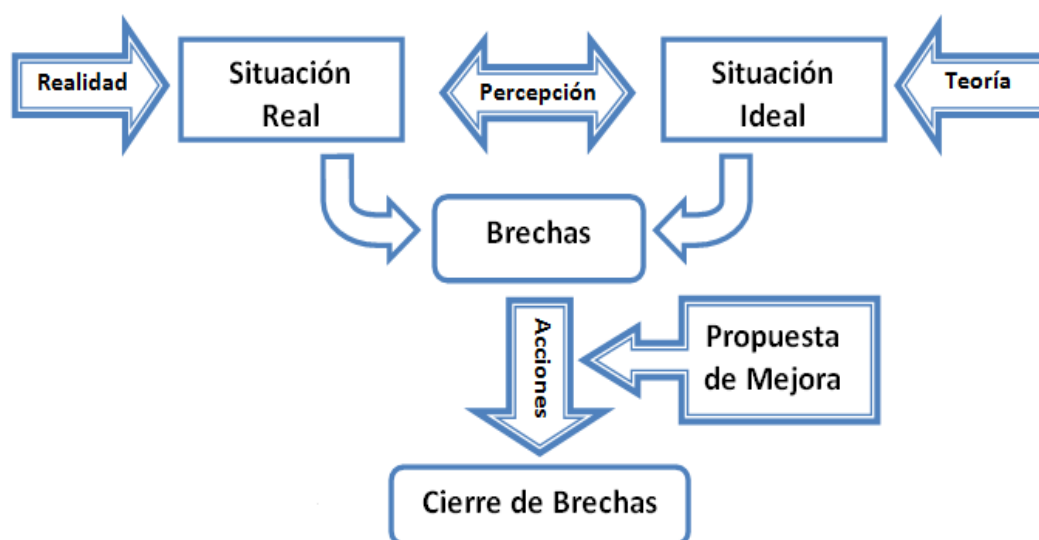 Realidad
Situación
Real
Percepción
Situación
Ideal
Teoría
Brechas
Acciones
Propuesta
de Mejora
Cierre de Brechas